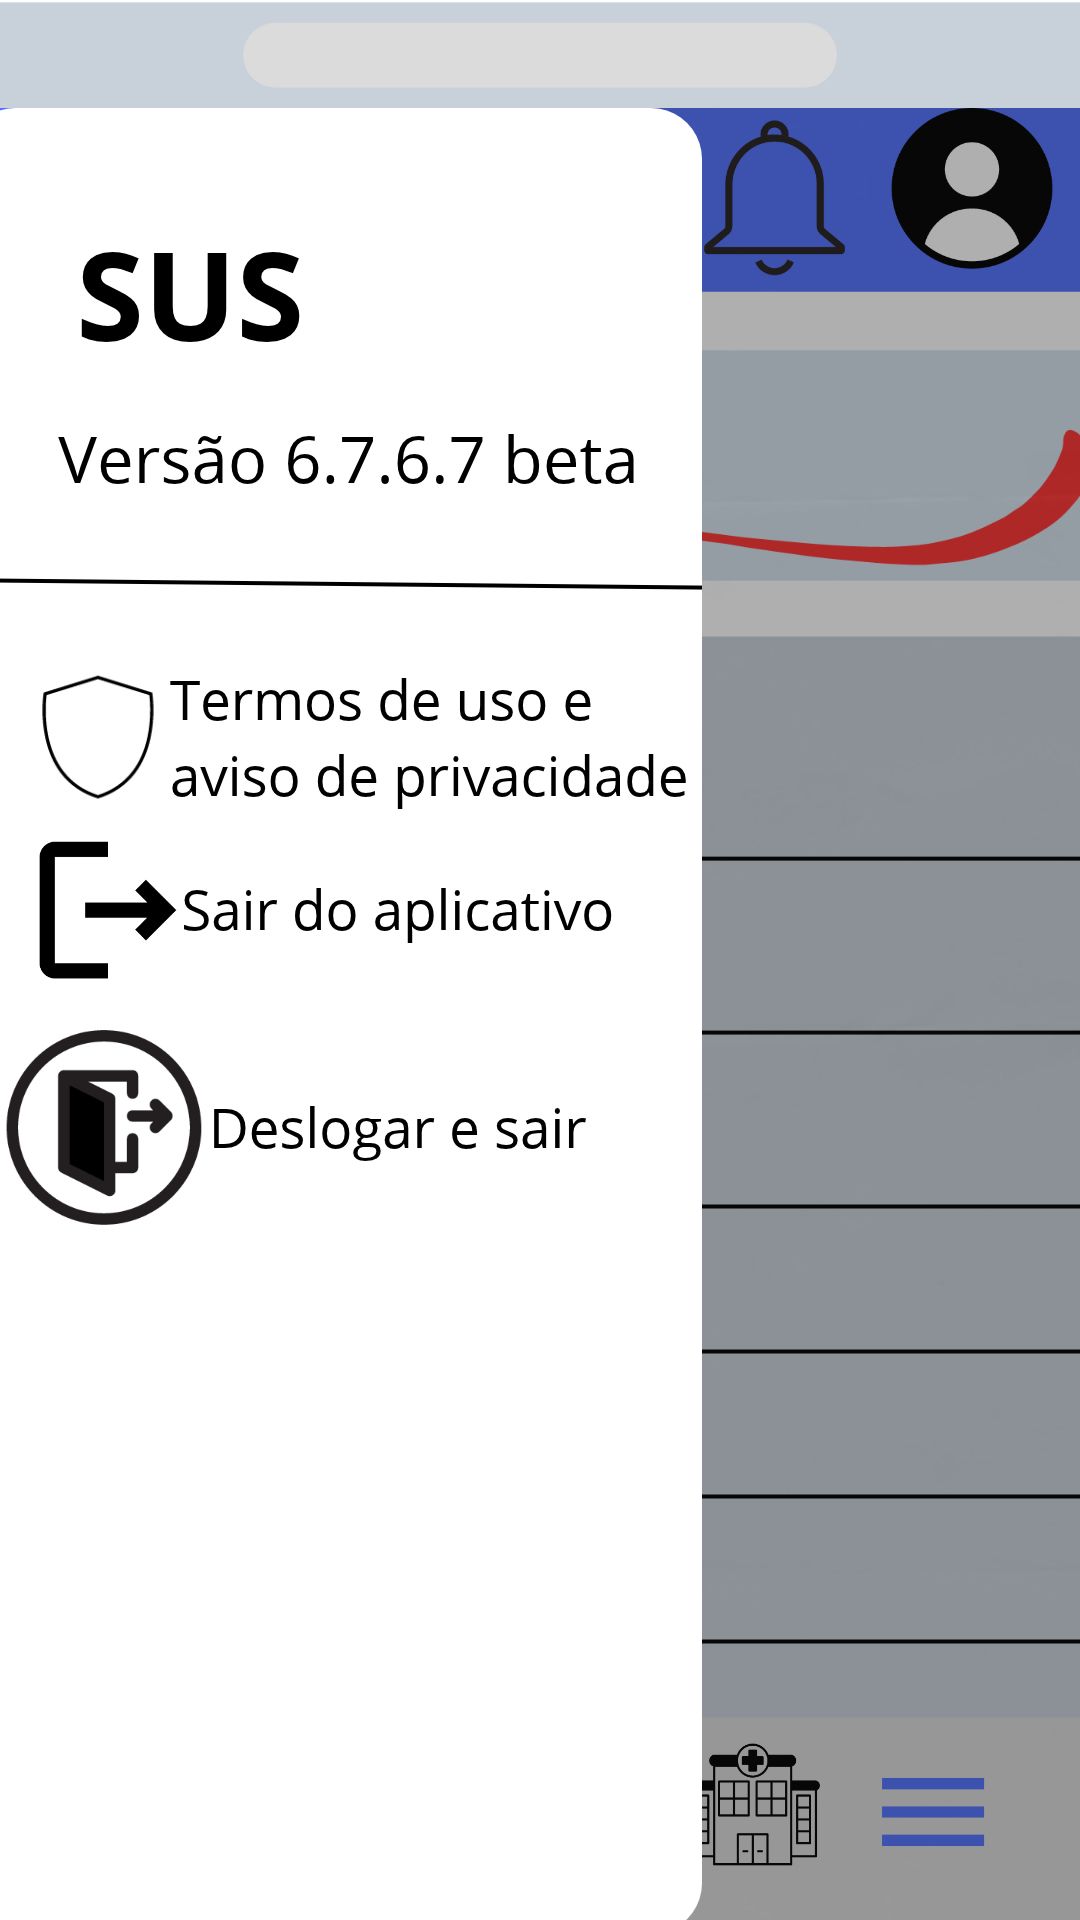 SUS
Versão 6.7.6.7 beta
Termos de uso e
aviso de privacidade
Sair do aplicativo
Deslogar e sair